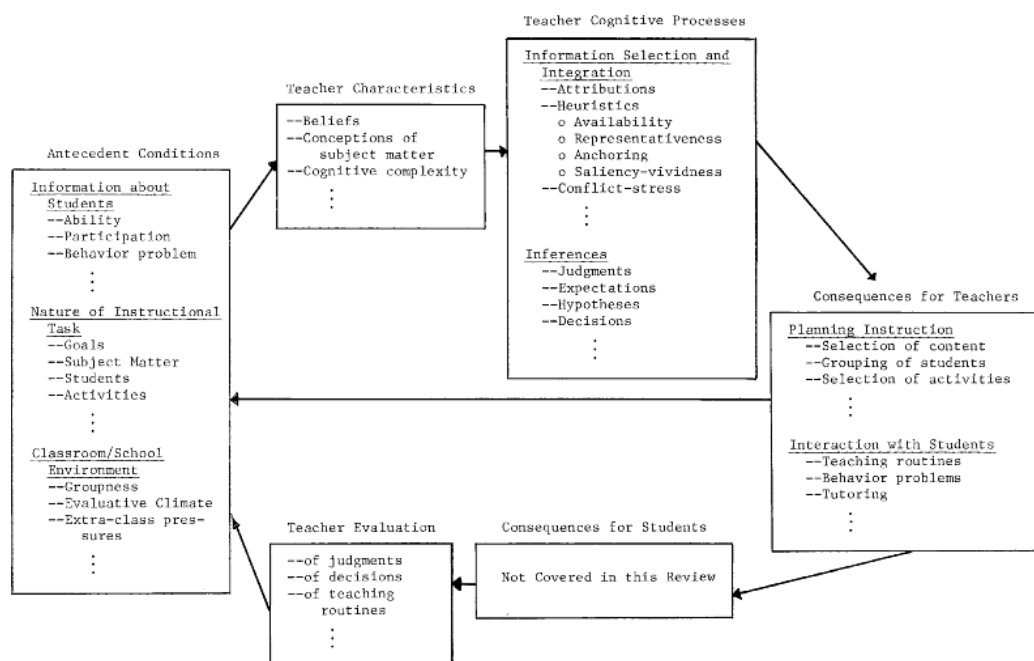 Teacher Cognitive Processes
Information Selection and
Integration
--Attributions
--Heuristics
o Availability
o Representativeness
o Anchoring
o Saliency-vividness
--Conflict-stress
Inferences
--Judgments
--Expectations
--Hypotheses
--Decisions
Teacher Characteristics
--Beliefs
--Conceptions of
subject matter
--Cognitive complexity
Antecedent Conditions
Information about
Students
--Ability
--Participation
--Behavior problem
Nature of Instructional
Task
--Goals
--Subject Matter
--Students
--Activities
Classroom/School
Environment
--Groupness
--Evaluative Climate
--Extra-class pres-
sures
Consequences for Teachers
Planning Instruction
--Selection of content
--Grouping of students
--Selection of activities
Interaction with Students
--Teaching routines
--Behavior problems
--Tutoring
Consequences for Students
Not Covered in this Review
Teacher Evaluation
--of judgments
--of decisions
--of teaching
routines